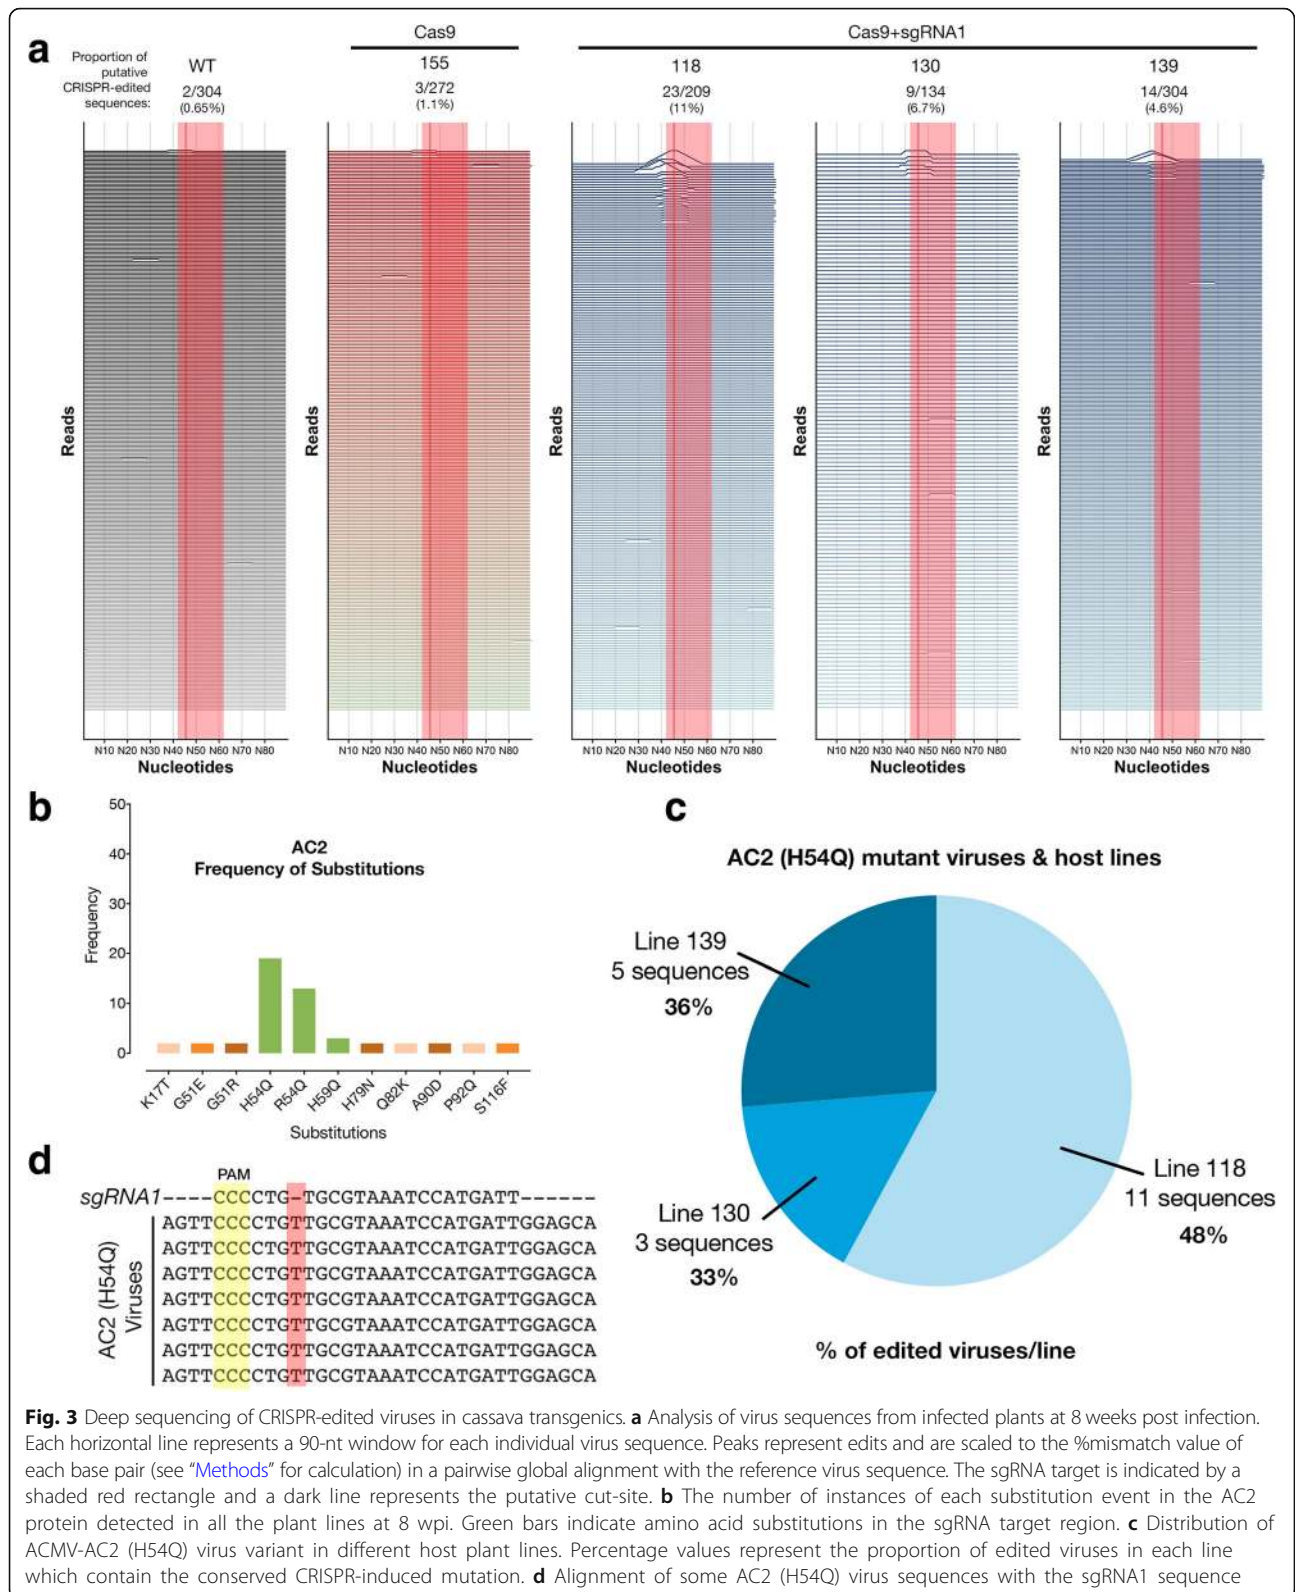 a
Cas9
Cas9+sgRNA1
Proportion of
putative
CRISPR-edited
sequences:
WT
2/304
(0.65%)
155
3/272
(1.1%)
118
23/209
(11%)
130
9/134
(6.7%)
139
14/304
(4.6%)
Reads
Reads
Reads
Reads
Reads
N10 N20 N30 N40 N50 N60 N70 N80
N10 N20 N30 N40 N50 N60 N70 N80
N10 N20 N30 N40 N50 N60 N70 N80
N10 N20 N30 N40 N50 N60 N70 N80
N10 N20 N30 N40 N50 N60 N70 N80
Nucleotides
Nucleotides
Nucleotides
Nucleotides
Nucleotides
b
AC2
Frequency of Substitutions
Frequency
50
40
30
20
10
0
K17T G51E G51R H54Q R54Q H59Q H79N Q82K A90D P92Q S116F
Substitutions
c
AC2 (H54Q) mutant viruses & host lines
Line 139
5 sequences
36%
Line 130
3 sequences
33%
Line 118
11 sequences
48%
% of edited viruses/line
d
PAM
sgRNA1----CCCCTG-TGCGTAAATCCATGATT------
AC2 (H54Q)
Viruses
AGTTCCCCTGTTGCGTAAATCCATGATTGGAGCA
AGTTCCCCTGTTGCGTAAATCCATGATTGGAGCA
AGTTCCCCTGTTGCGTAAATCCATGATTGGAGCA
AGTTCCCCTGTTGCGTAAATCCATGATTGGAGCA
AGTTCCCCTGTTGCGTAAATCCATGATTGGAGCA
AGTTCCCCTGTTGCGTAAATCCATGATTGGAGCA
AGTTCCCCTGTTGCGTAAATCCATGATTGGAGCA
Fig. 3 Deep sequencing of CRISPR-edited viruses in cassava transgenics. a Analysis of virus sequences from infected plants at 8 weeks post infection.
Each horizontal line represents a 90-nt window for each individual virus sequence. Peaks represent edits and are scaled to the %mismatch value of
each base pair (see “Methods” for calculation) in a pairwise global alignment with the reference virus sequence. The sgRNA target is indicated by a
shaded red rectangle and a dark line represents the putative cut-site. b The number of instances of each substitution event in the AC2
protein detected in all the plant lines at 8 wpi. Green bars indicate amino acid substitutions in the sgRNA target region. c Distribution of
ACMV-AC2 (H54Q) virus variant in different host plant lines. Percentage values represent the proportion of edited viruses in each line
which contain the conserved CRISPR-induced mutation. d Alignment of some AC2 (H54Q) virus sequences with the sgRNA1 sequence